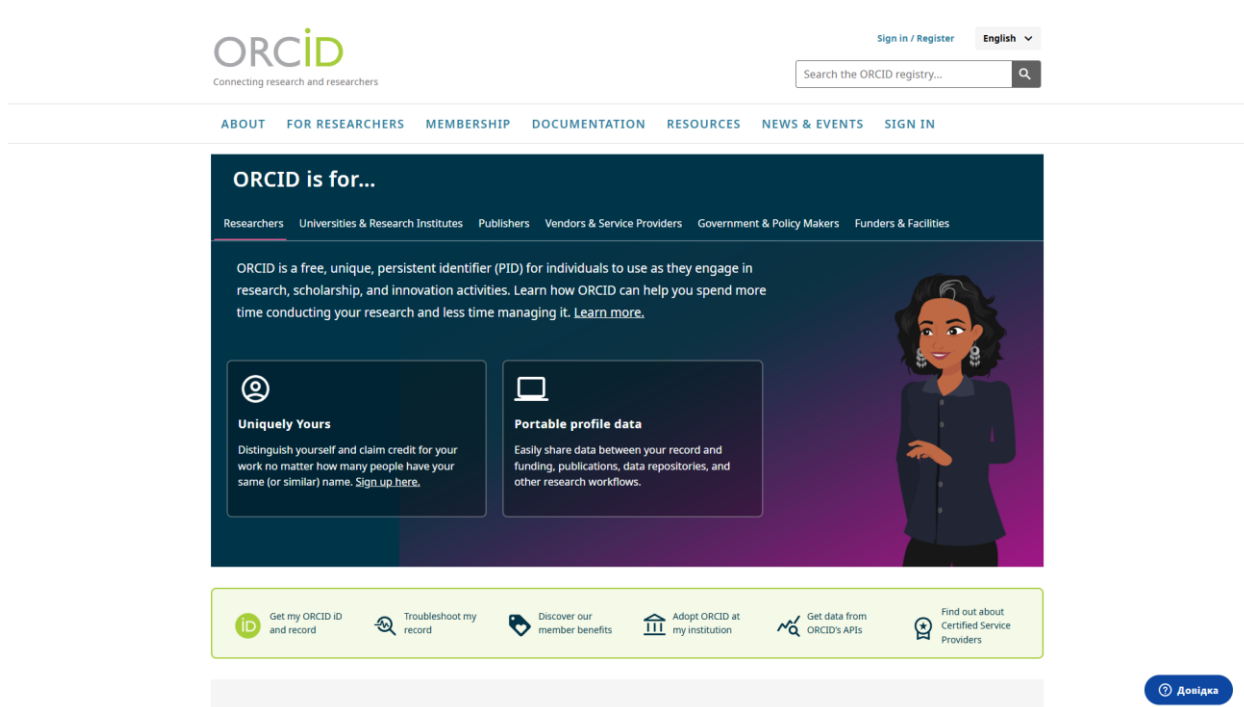 ORCiD
Connecting research and researchers
Sign in / Register
English
Search the ORCID registry...
ABOUT FOR RESEARCHERS MEMBERSHIP DOCUMENTATION RESOURCES NEWS & EVENTS SIGN IN
ORCID is for...
Researchers Universities & Research Institutes Publishers Vendors & Service Providers Government & Policy Makers Funders & Facilities
ORCID is a free, unique, persistent identifier (PID) for individuals to use as they engage in
research, scholarship, and innovation activities. Learn how ORCID can help you spend more
time conducting your research and less time managing it. Learn more.
Uniquely Yours
Distinguish yourself and claim credit for your
work no matter how many people have your
same (or similar) name. Sign up here.
Portable profile data
Easily share data between your record and
funding, publications, data repositories, and
other research workflows.
iD
Get my ORCID iD
and record
Troubleshoot my
record
Discover our
member benefits
Adopt ORCID at
my institution
Get data from
ORCID's APIs
Find out about
Certified Service
Providers
Довідка